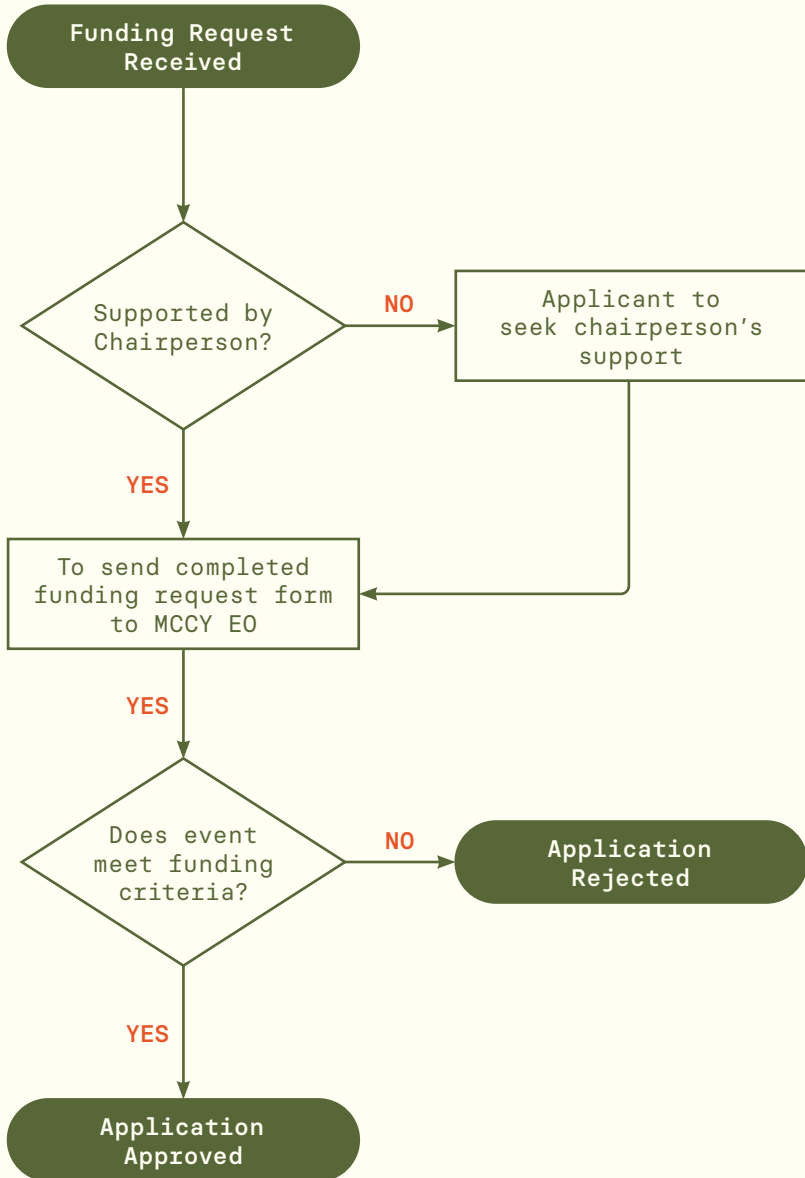 Funding Request
Received
Supported by
Chairperson?
NO
Applicant to
seek chairperson's
support
YES
To send completed
funding request form
to MCCY EO
YES
Does event
meet funding
criteria?
NO
Application
Rejected
YES
Application
Approved